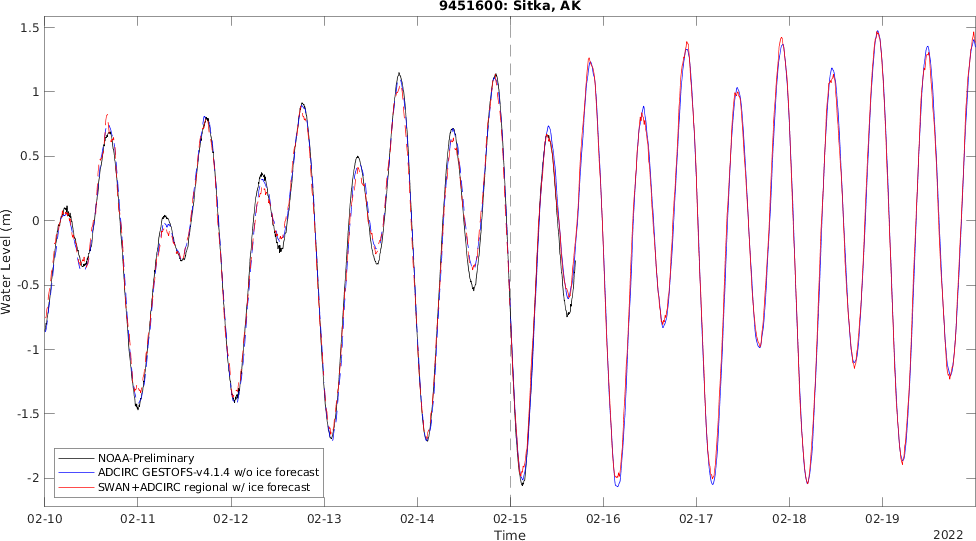 9451600: Sitka, AK
1.5
1
0.5
0
-0.5
-1
-1.5
-2
Water Level (m)
NOAA-Preliminary
ADCIRC GESTOFS-v4.1.4 w/o ice forecast
SWAN+ADCIRC regional w/ ice forecast
02-10 02-11 02-12 02-13 02-14 02-15 02-16 02-17 02-18 02-19
Time
2022